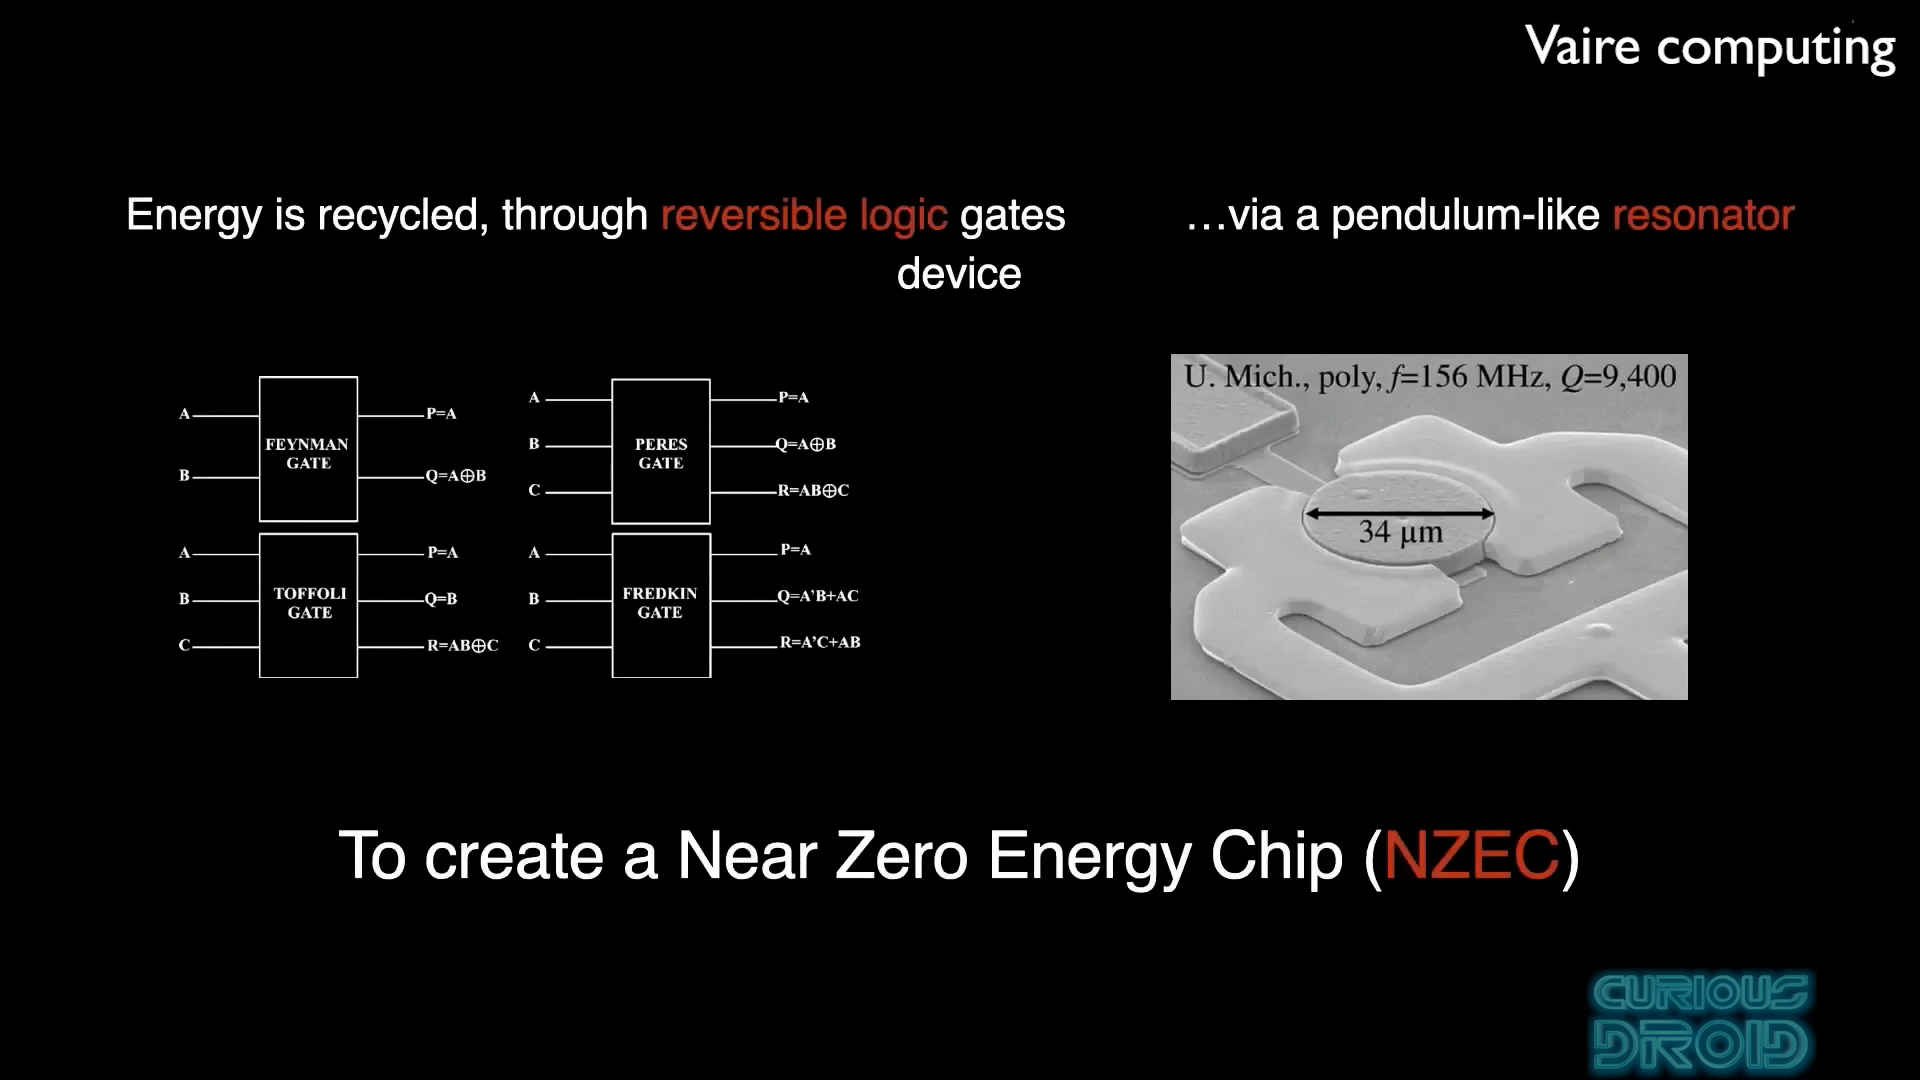 Vaire computing
Energy is recycled, through reversible logic gates …via a pendulum-like resonator
device
A FEYNMAN GATE P=A
B Q=A⊕B
A PERES GATE P=A
B Q=A⊕B
C R=AB⊕C
A TOFFOLI GATE P=A
B Q=B
C R=AB⊕C
A FREDKIN GATE P=A
B Q=A'B+AC
C R=A'C+AB
U. Mich., poly, f=156 MHz, Q=9,400
34 μm
To create a Near Zero Energy Chip (NZEC)
CURIOUS
DROID